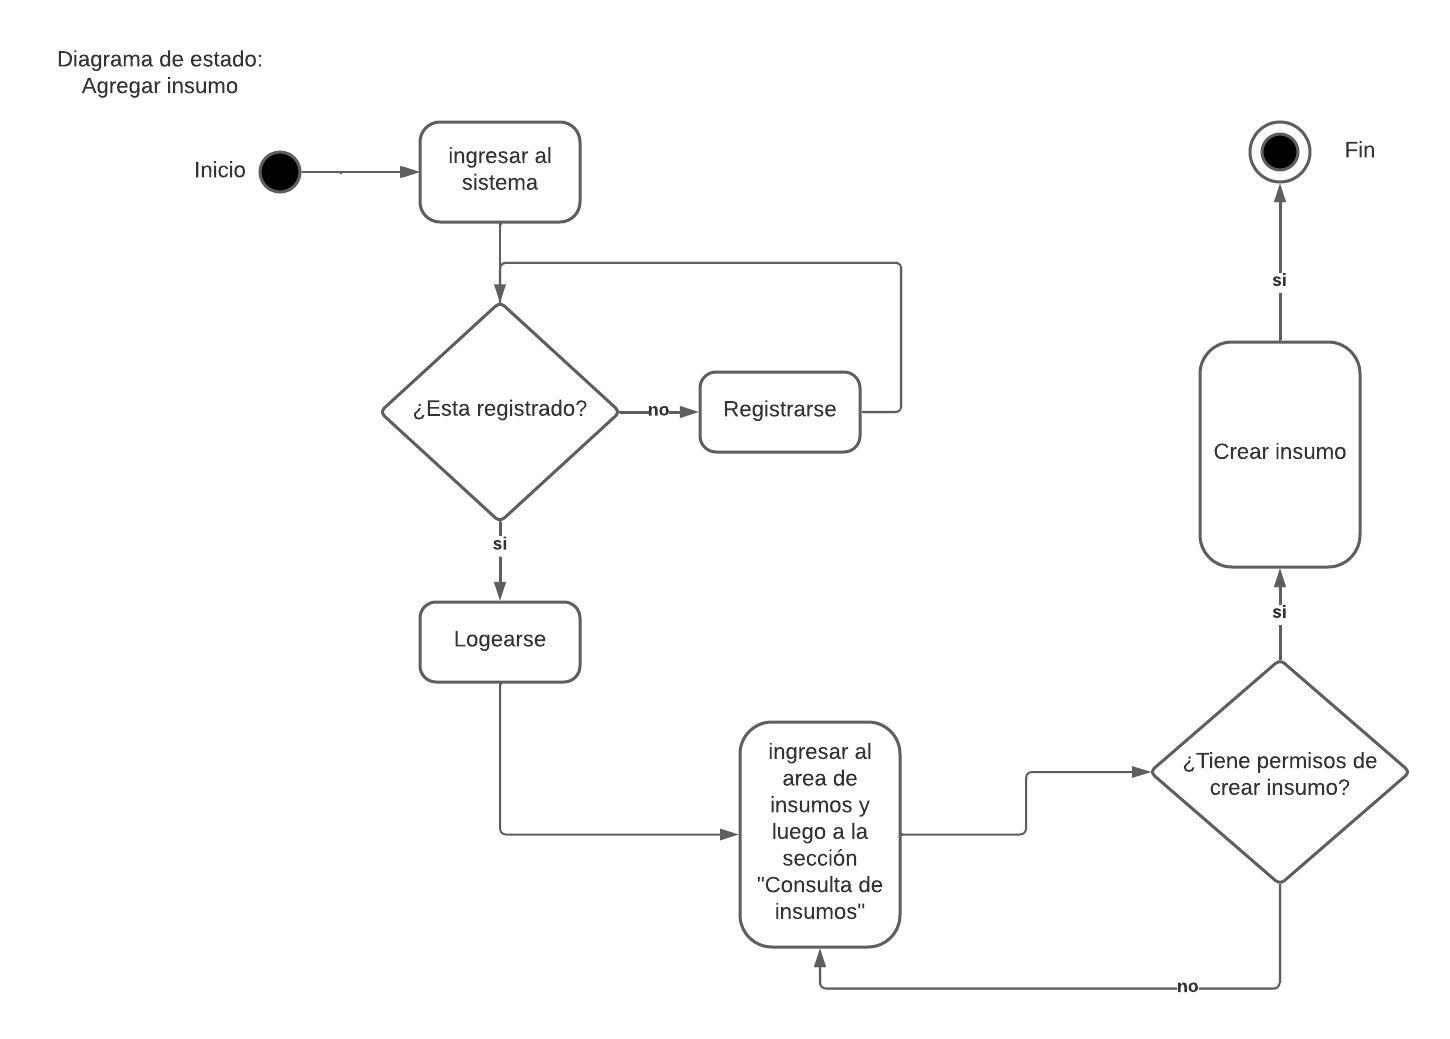 Diagrama de estado:
Agregar insumo
Inicio
ingresar al
sistema
Fin
si
¿Esta registrado?
no
Registrarse
Crear insumo
si
Logearse
si
ingresar al
area de
insumos y
luego a la
sección
"Consulta de
insumos"
¿Tiene permisos de
crear insumo?
no